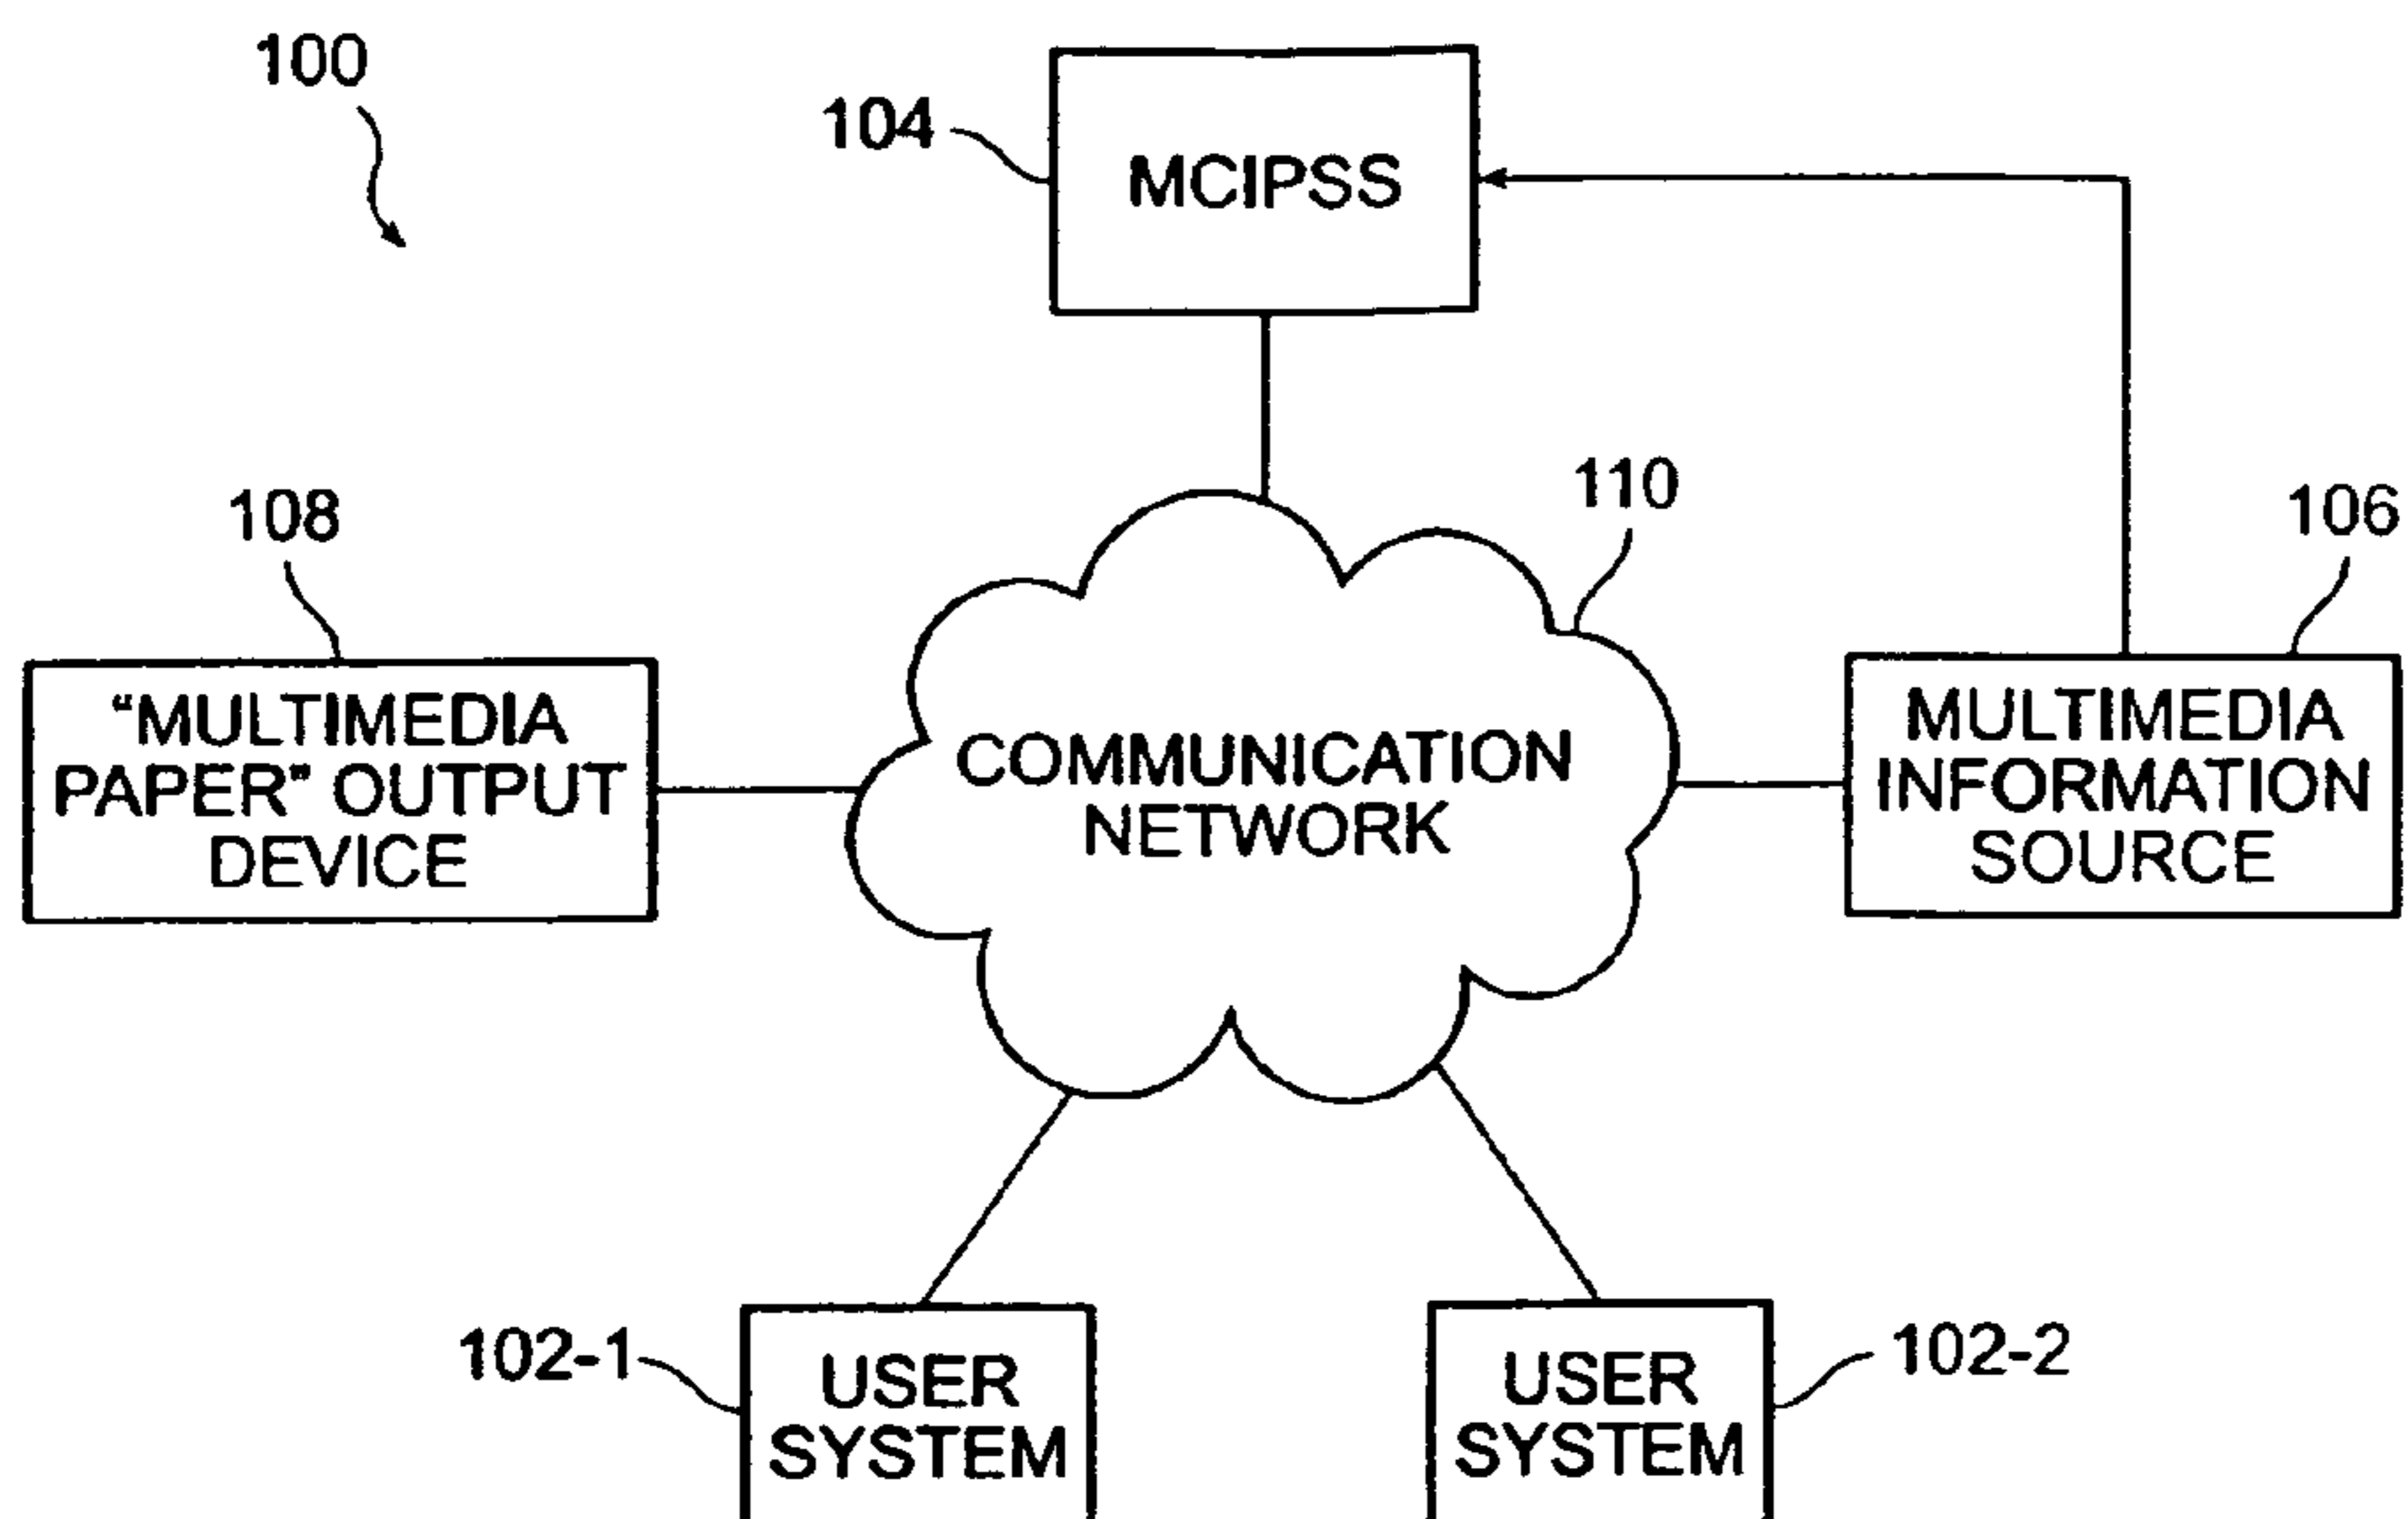 100
104
MCIPSS
108
110
106
“MULTIMEDIA
PAPER” OUTPUT
DEVICE
COMMUNICATION
NETWORK
MULTIMEDIA
INFORMATION
SOURCE
102-1
USER
SYSTEM
USER
SYSTEM
102-2